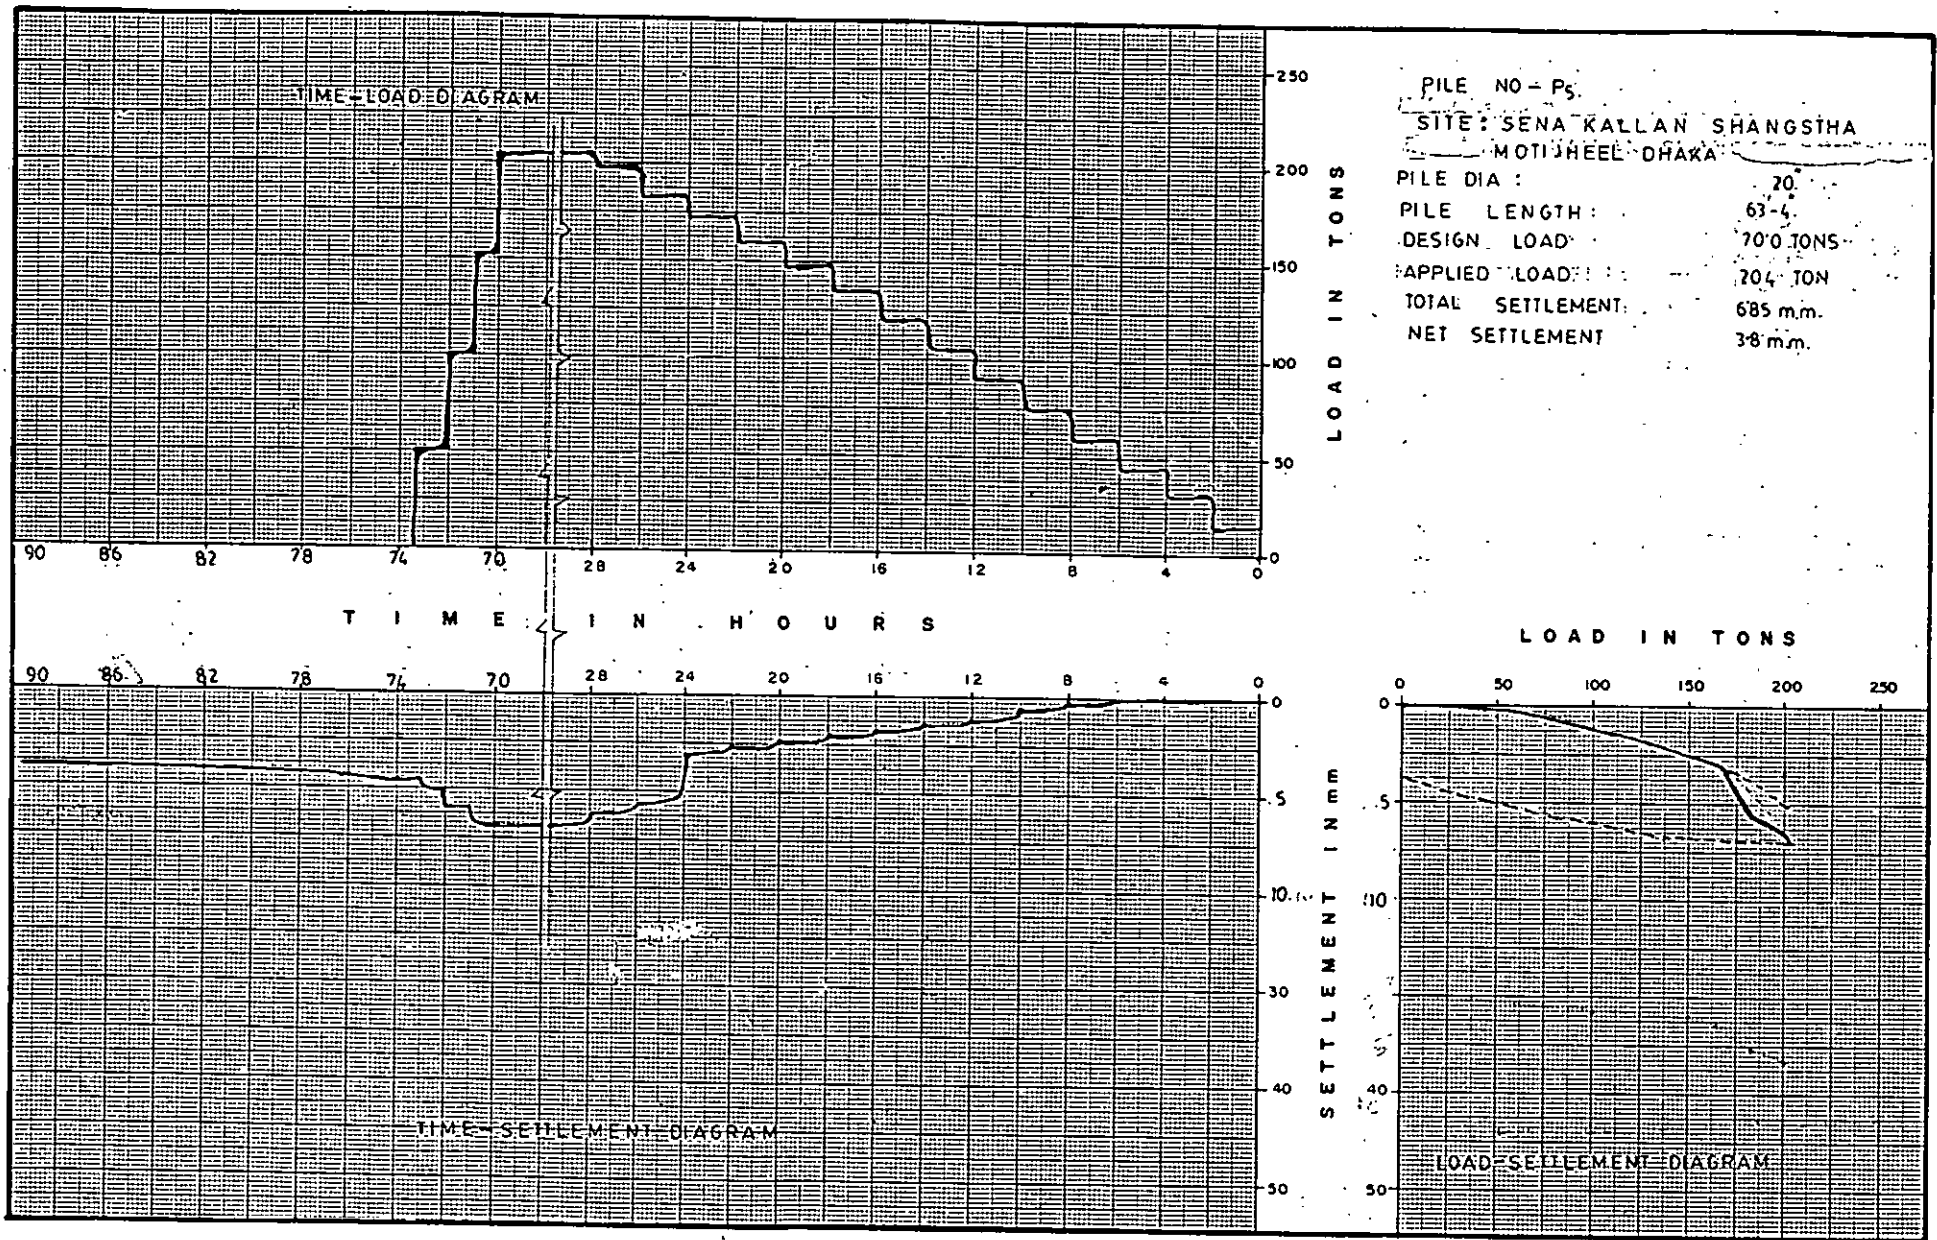 TIME-LOAD DIAGRAM
250
200
150
100
50
0
LOAD IN TONS
90 86 82 78 74 70 28 24 20 16 12 8 4 0
PILE NO - P5.
SITE: SENA KALLAN SHANGSTHA
MOTIJHEEL DHAKA
PILE DIA : 20"
PILE LENGTH: 63-4.
DESIGN LOAD 70.0 TONS
APPLIED LOAD: 204 TON
TOTAL SETTLEMENT: 6.85 m.m.
NET SETTLEMENT 3.8 m.m.
TIME IN HOURS
90 86 82 78 74 70 28 24 20 16 12 8 4 0
0
5
10
30
40
50
SETTLEMENT IN mm
TIME-SETTLEMENT DIAGRAM
LOAD IN TONS
0 50 100 150 200 250
0
5
10
40
50
LOAD-SETTLEMENT DIAGRAM